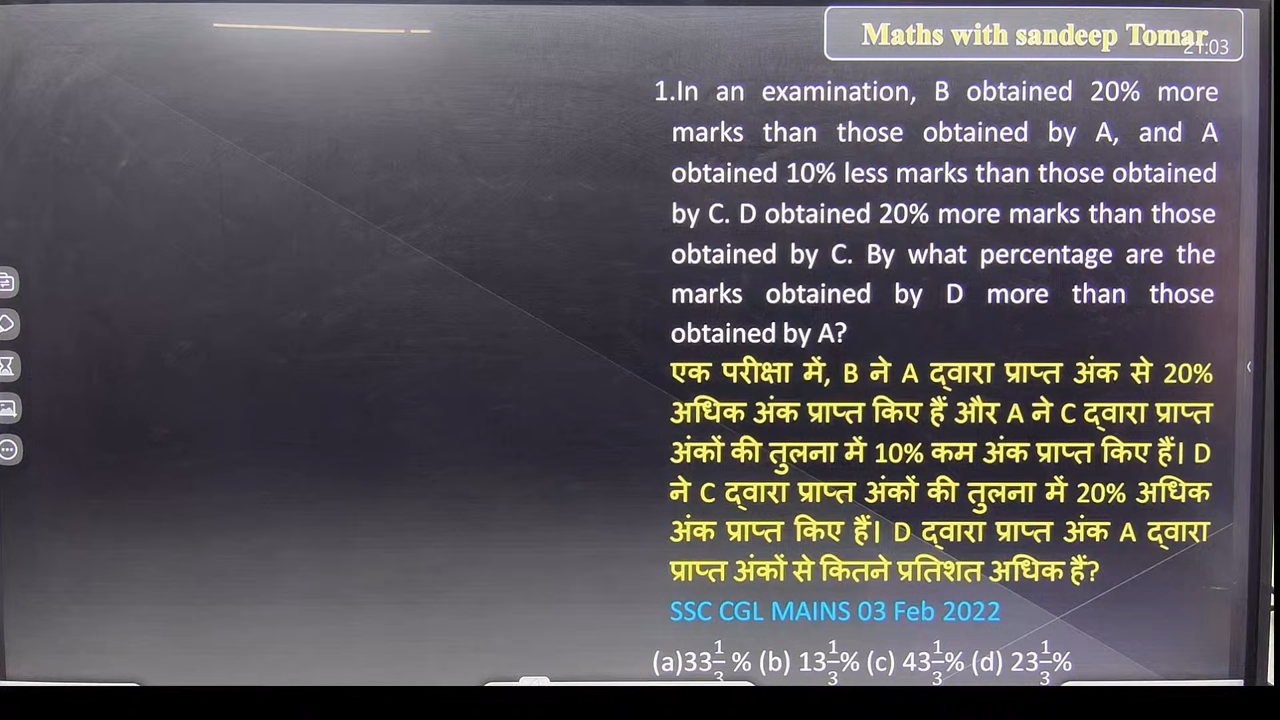 Maths with sandeep Tomar
21:03
1.In an examination, B obtained 20% more
marks than those obtained by A, and A
obtained 10% less marks than those obtained
by C. D obtained 20% more marks than those
obtained by C. By what percentage are the
marks obtained by D more than those
obtained by A?
एक परीक्षा में, B ने A द्वारा प्राप्त अंक से 20%
अधिक अंक प्राप्त किए हैं और A ने C द्वारा प्राप्त
अंकों की तुलना में 10% कम अंक प्राप्त किए हैं। D
ने C द्वारा प्राप्त अंकों की तुलना में 20% अधिक
अंक प्राप्त किए हैं। D द्वारा प्राप्त अंक A द्वारा
प्राप्त अंकों से कितने प्रतिशत अधिक हैं?
SSC CGL MAINS 03 Feb 2022
(a)33 1/3 % (b) 13 1/3% (c) 43 1/3% (d) 23 1/3%